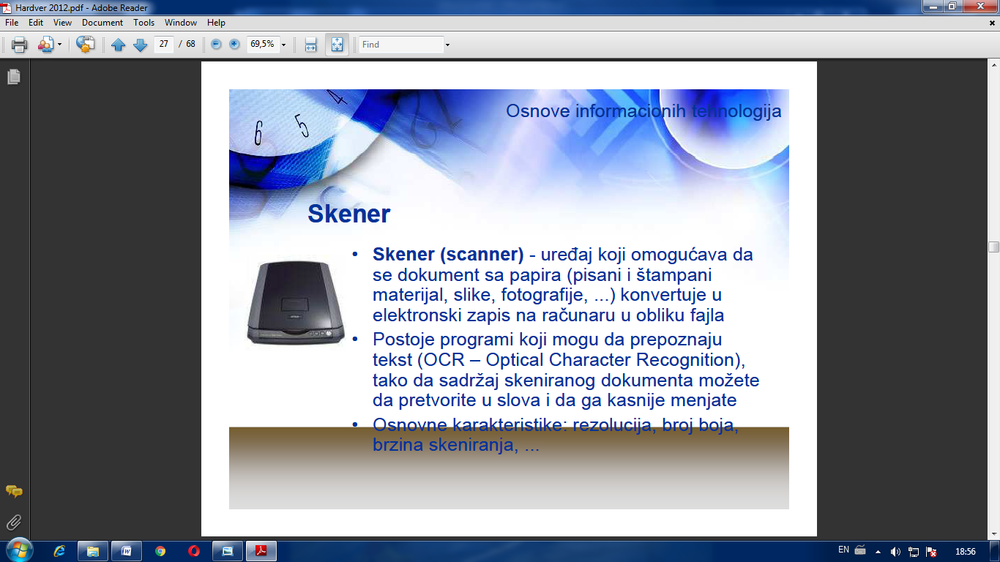 Hardver 2012.pdf - Adobe Reader
File Edit View Document Tools Window Help
27 / 68 69,5% Find
6 5 4
Osnove informacionih tehnologija
Skener
• Skener (scanner) - uređaj koji omogućava da
se dokument sa papira (pisani i štampani
materijal, slike, fotografije, ...) konvertuje u
elektronski zapis na računaru u obliku fajla
• Postoje programi koji mogu da prepoznaju
tekst (OCR – Optical Character Recognition),
tako da sadržaj skeniranog dokumenta možete
da pretvorite u slova i da ga kasnije menjate
• Osnovne karakteristike: rezolucija, broj boja,
brzina skeniranja, ...
EN 18:56